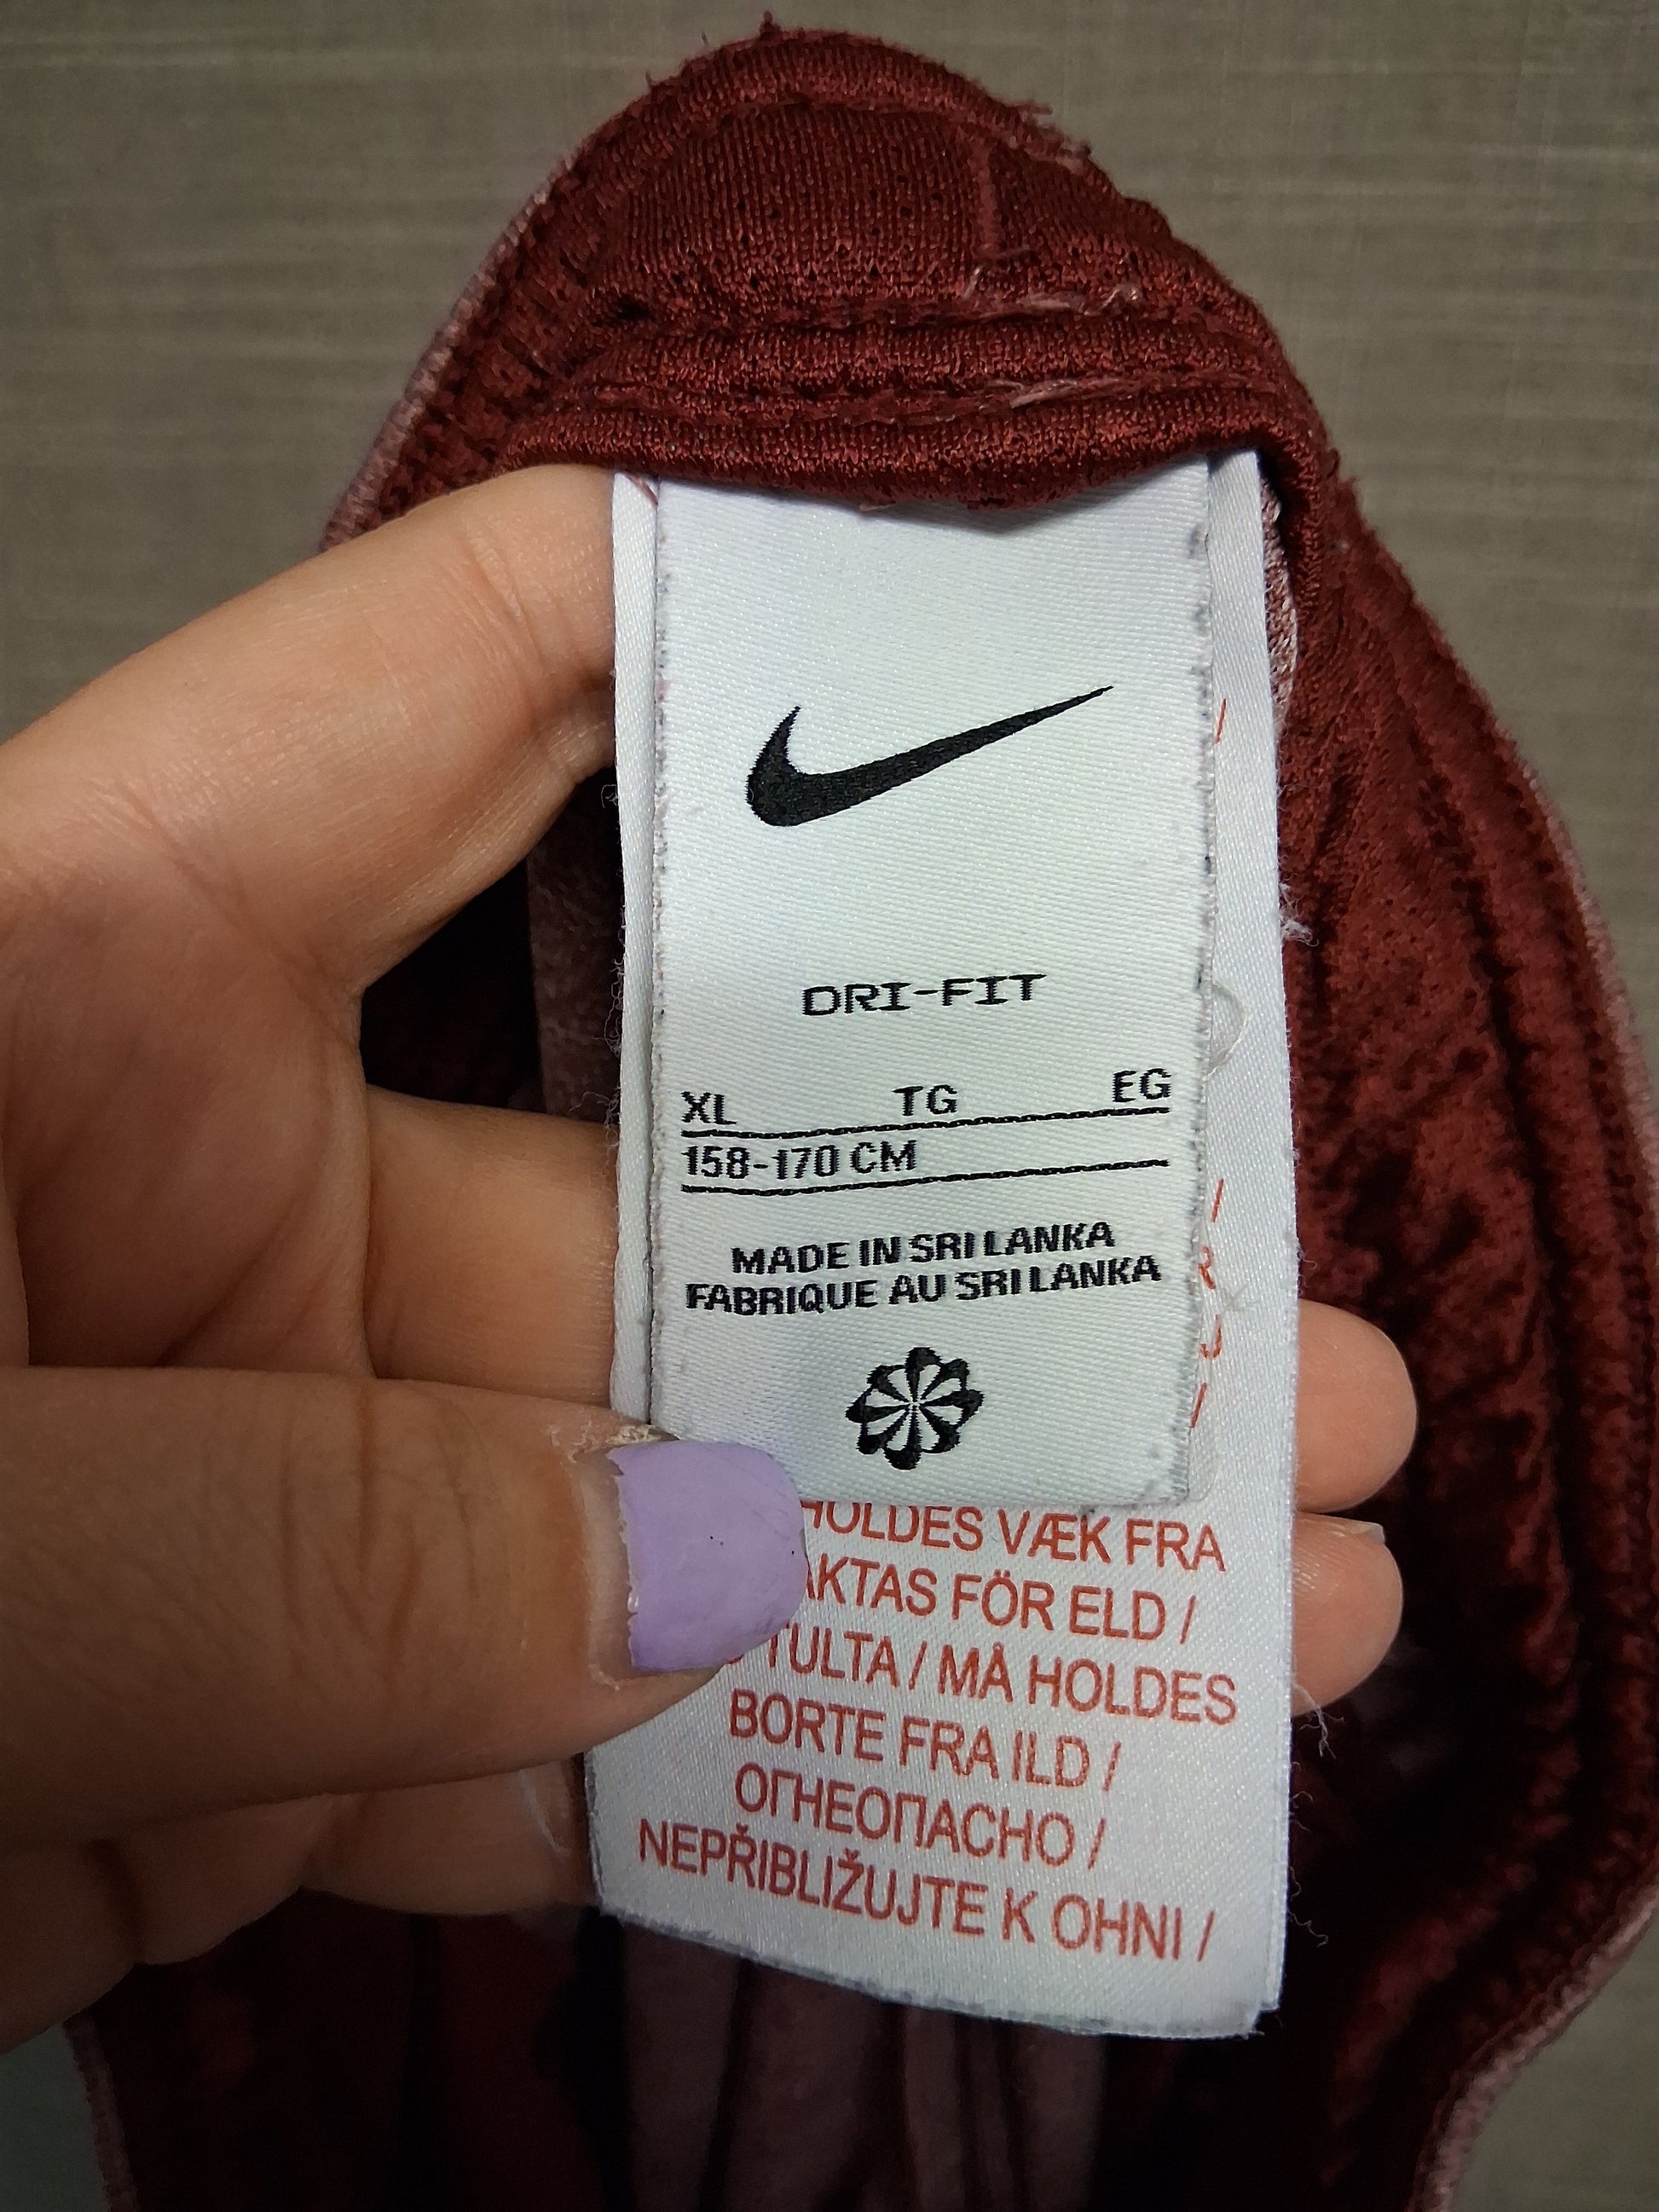 DRI-FIT
XL TG EG
158-170 CM
MADE IN SRI LANKA
FABRIQUE AU SRI LANKA
HOLDES VÆK FRA
FÖR ELD /
TULTA / MÅ HOLDES
BORTE FRA ILD /
ОГНЕОПАСНО /
NEPŘIBLIŽUJTE K OHNI /